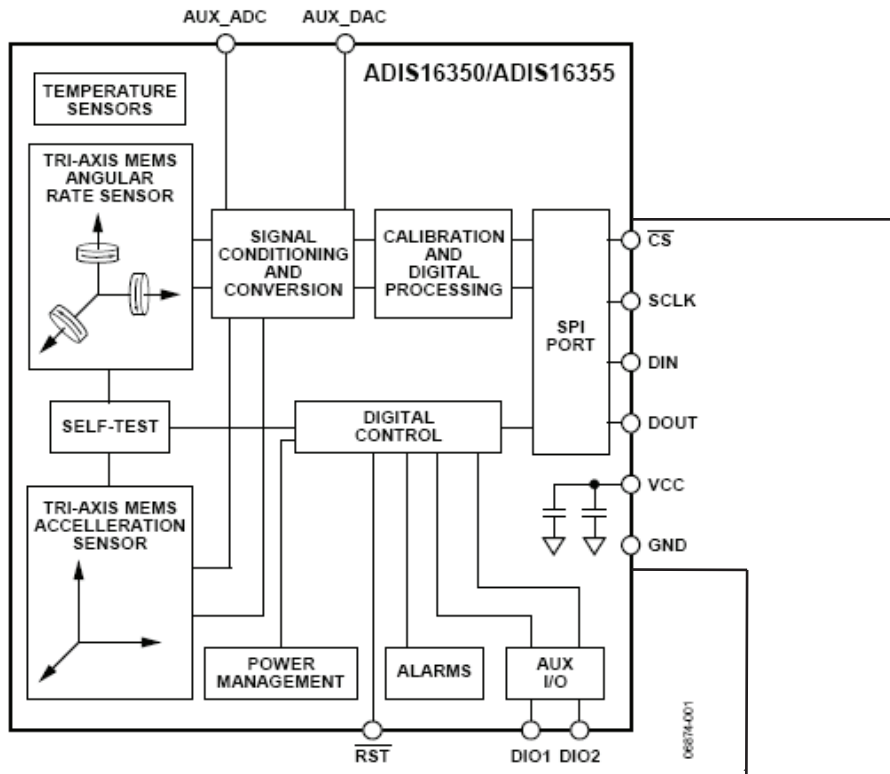 AUX_ADC AUX_DAC
ADIS16350/ADIS16355
TEMPERATURE
SENSORS
TRI-AXIS MEMS
ANGULAR
RATE SENSOR
SIGNAL
CONDITIONING
AND
CONVERSION
CALIBRATION
AND
DIGITAL
PROCESSING
SPI
PORT
CS
SCLK
DIN
DOUT
VCC
GND
SELF-TEST
DIGITAL
CONTROL
TRI-AXIS MEMS
ACCELLERATION
SENSOR
POWER
MANAGEMENT
ALARMS
AUX
I/O
RST
DIO1 DIO2
06874-001